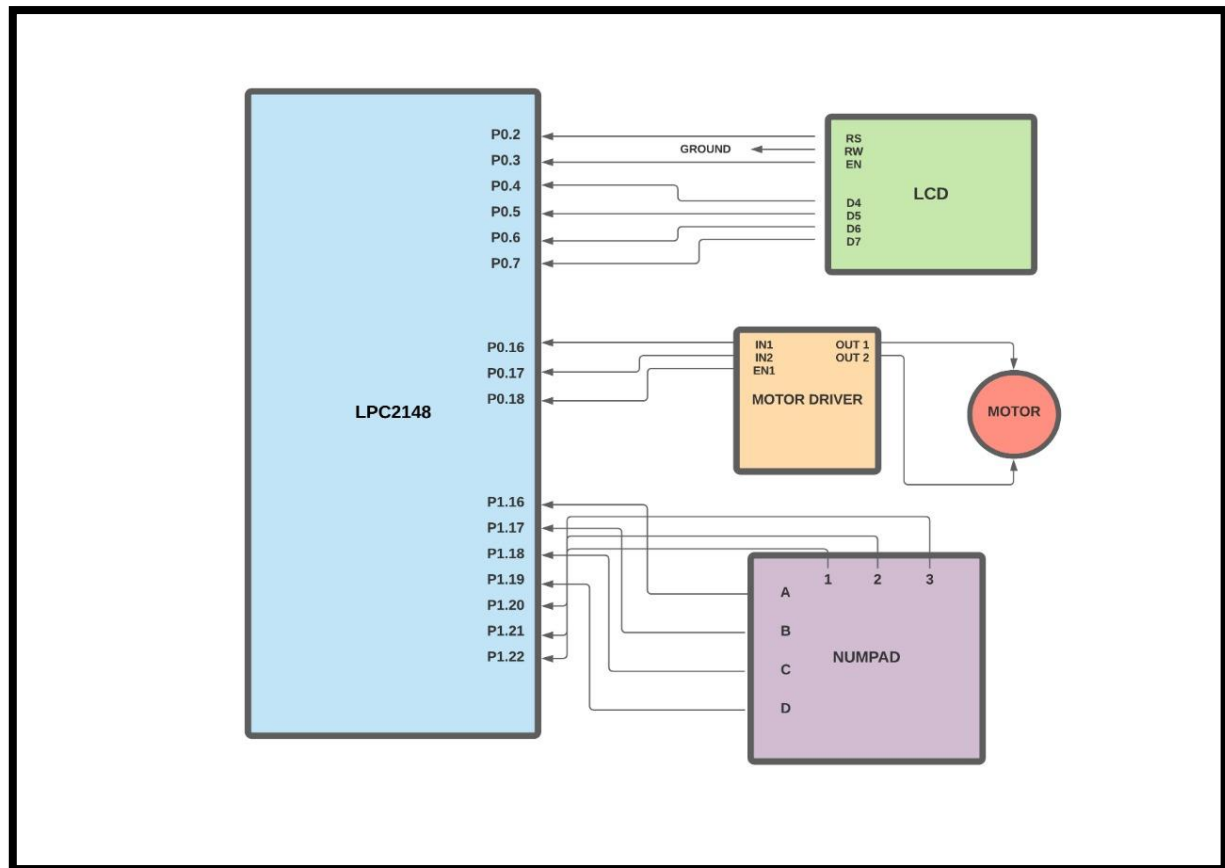 LPC2148
P0.2
P0.3
P0.4
P0.5
P0.6
P0.7
P0.16
P0.17
P0.18
P1.16
P1.17
P1.18
P1.19
P1.20
P1.21
P1.22
GROUND
RS
RW
EN
D4
D5
D6
D7
LCD
IN1
IN2
EN1
OUT 1
OUT 2
MOTOR DRIVER
MOTOR
1 2 3
A
B
C
D
NUMPAD